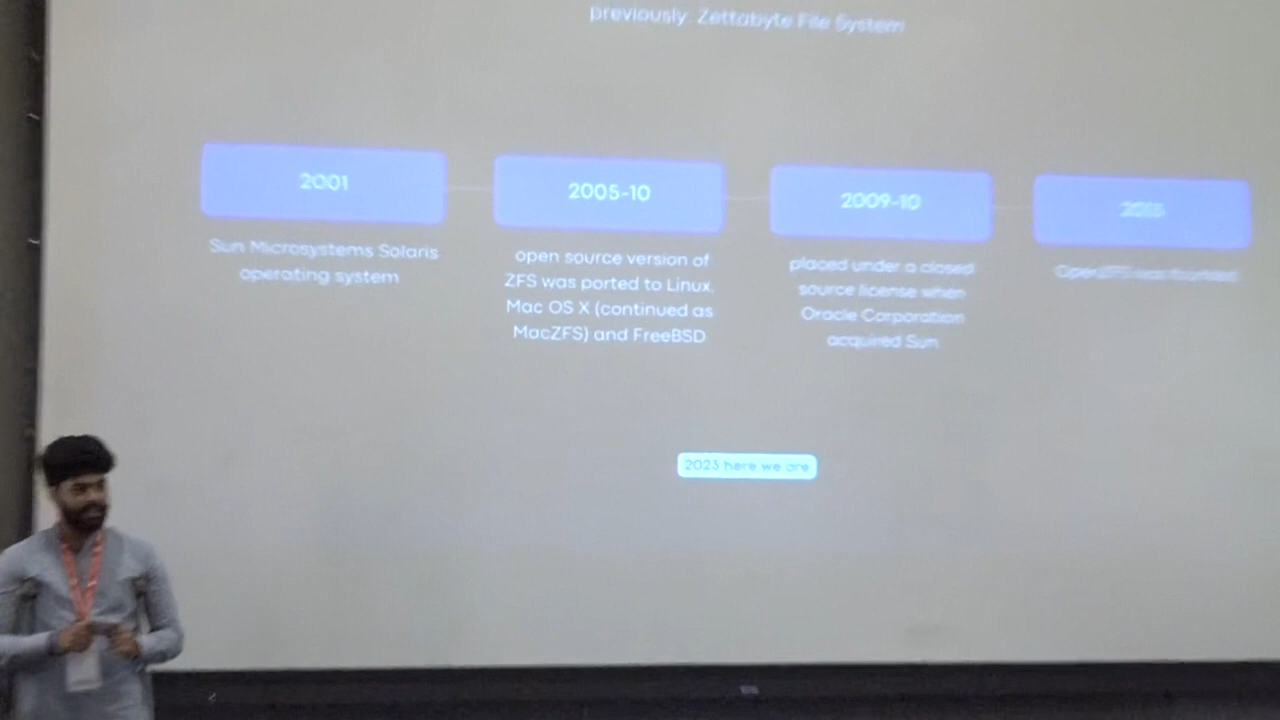 previously: Zettabyte File System
2001
Sun Microsystems Solaris
operating system
2005-10
open source version of
ZFS was ported to Linux,
Mac OS X (continued as
MacZFS) and FreeBSD
2009-10
placed under a closed
source license when
Oracle Corporation
acquired Sun
OpenZFS was founded
2023 here we are